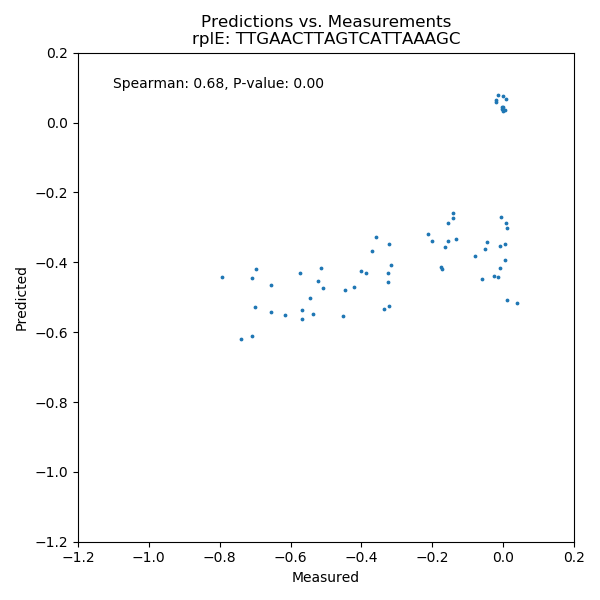 Predictions vs. Measurements
rplE: TTGAACTTAGTCATTAAAGC
Spearman: 0.68, P-value: 0.00
0.2
0.0
−0.2
−0.4
−0.6
−0.8
−1.0
−1.2
Predicted
−1.2 −1.0 −0.8 −0.6 −0.4 −0.2 0.0 0.2
Measured